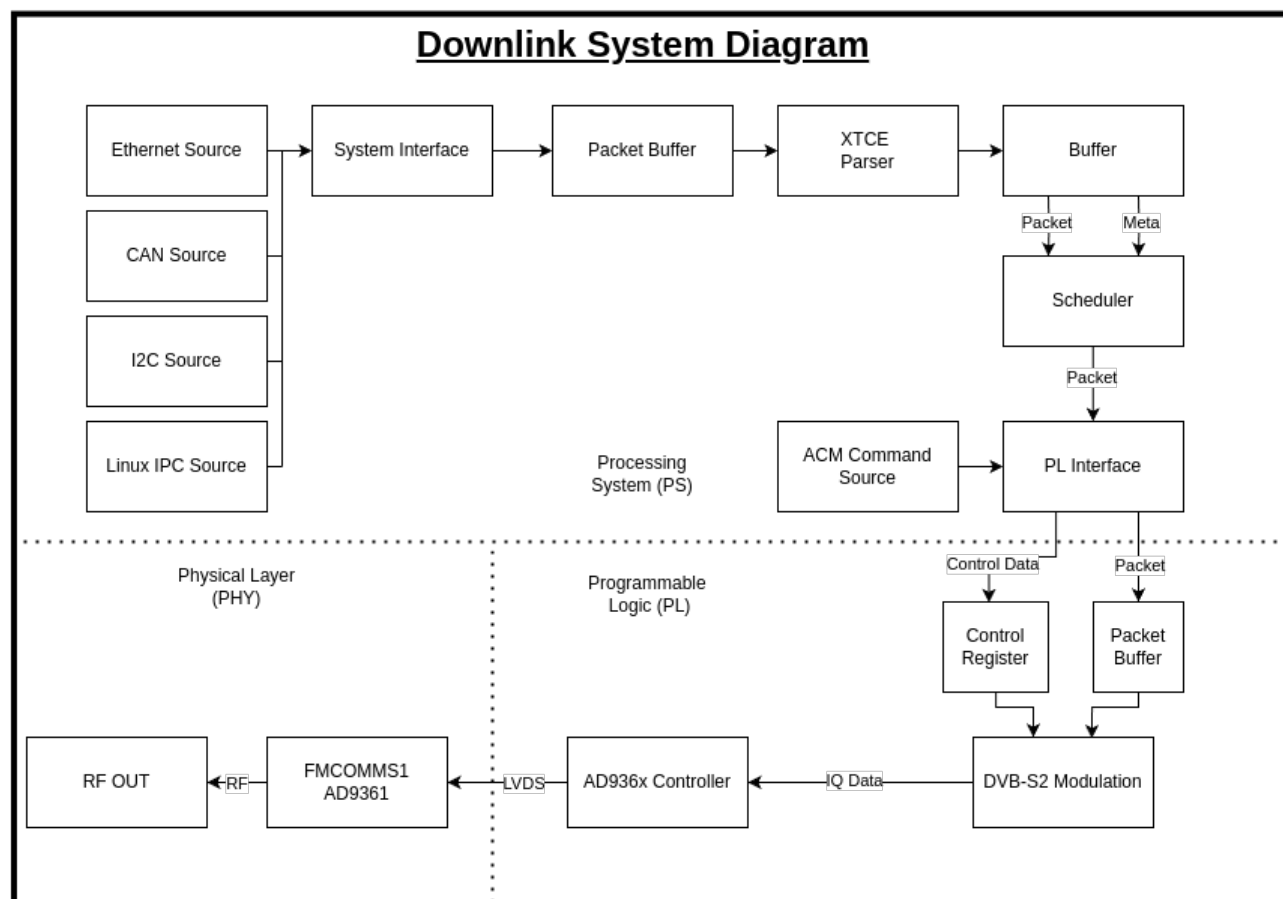 Downlink System Diagram
Ethernet Source
System Interface
Packet Buffer
XTCE
Parser
Buffer
Packet
Meta
CAN Source
Scheduler
I2C Source
Packet
Linux IPC Source
Processing
System (PS)
ACM Command
Source
PL Interface
Physical Layer
(PHY)
Programmable
Logic (PL)
Control Data
Packet
Control
Register
Packet
Buffer
RF OUT
RF
FMCOMMS1
AD9361
LVDS
AD936x Controller
IQ Data
DVB-S2 Modulation